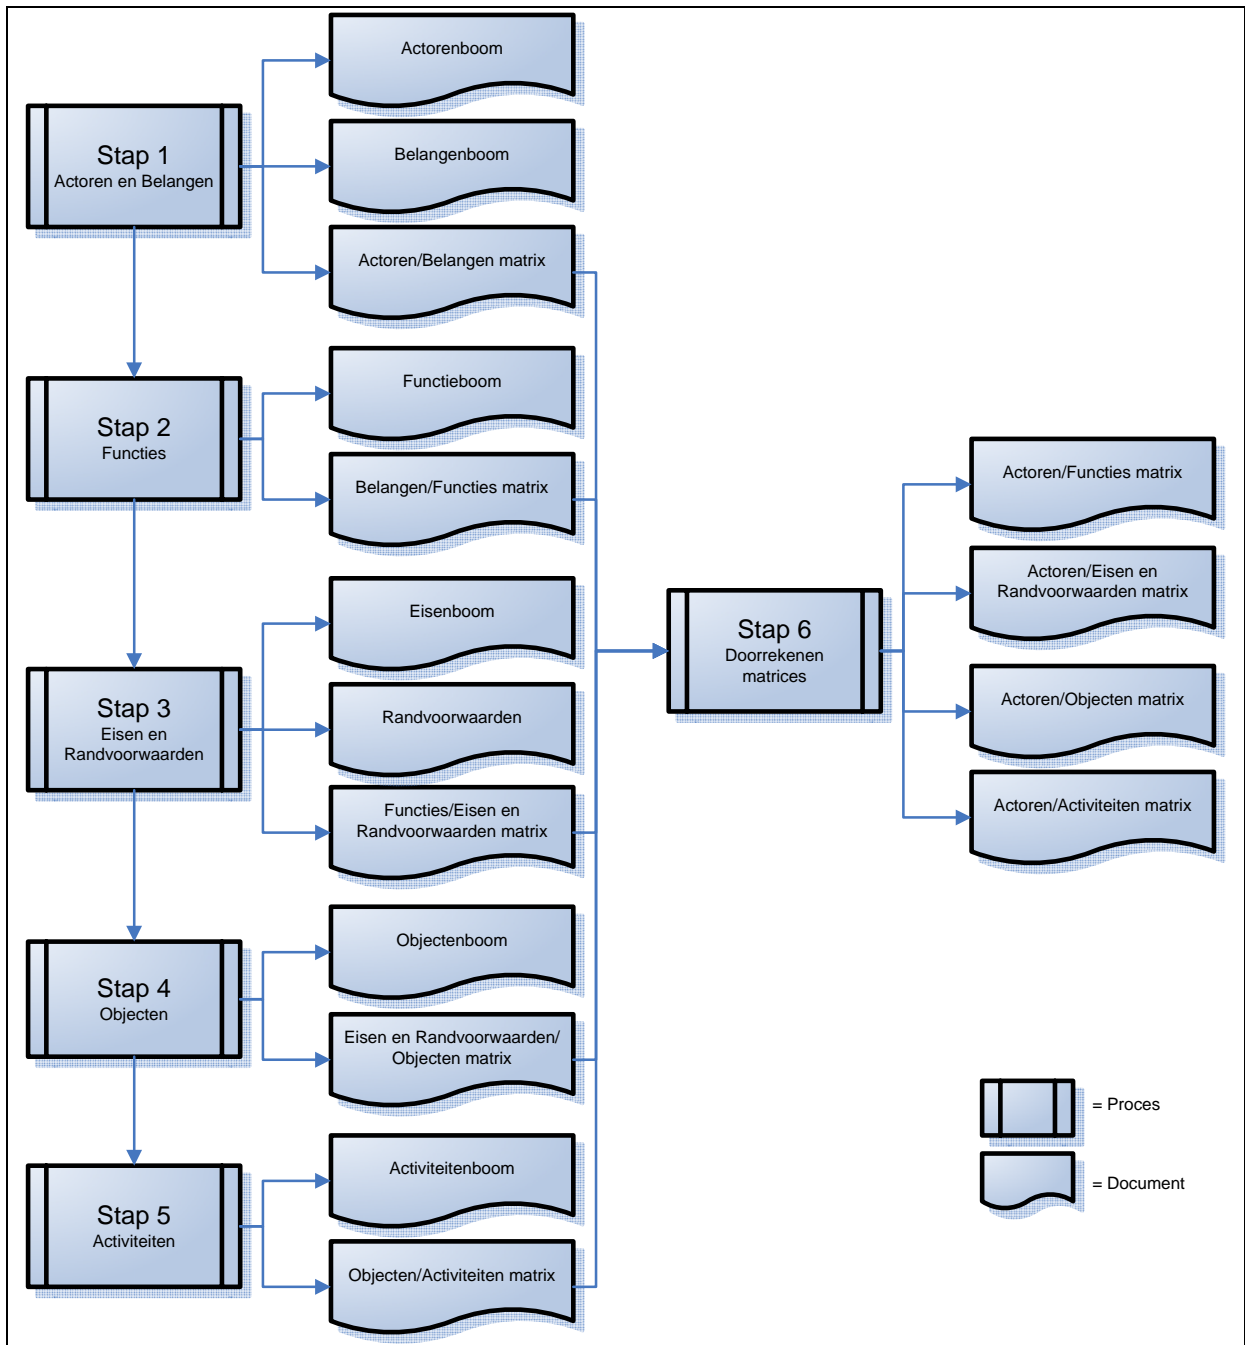 Stap 1
Actoren en Belangen
Actorenboom
Belangenboom
Actoren/Belangen matrix
Stap 2
Functies
Functieboom
Belangen/Functies matrix
Stap 3
Eisen en
Randvoorwaarden
Eisenboom
Randvoorwaarden
Functies/Eisen en
Randvoorwaarden matrix
Stap 4
Objecten
Objectenboom
Eisen en Randvoorwaarden/
Objecten matrix
Stap 5
Activiteiten
Activiteitenboom
Objecten/Activiteiten matrix
Stap 6
Doorrekenen
matrices
Actoren/Functies matrix
Actoren/Eisen en
Randvoorwaarden matrix
Actoren/Objecten matrix
Actoren/Activiteiten matrix
= Proces
= Document